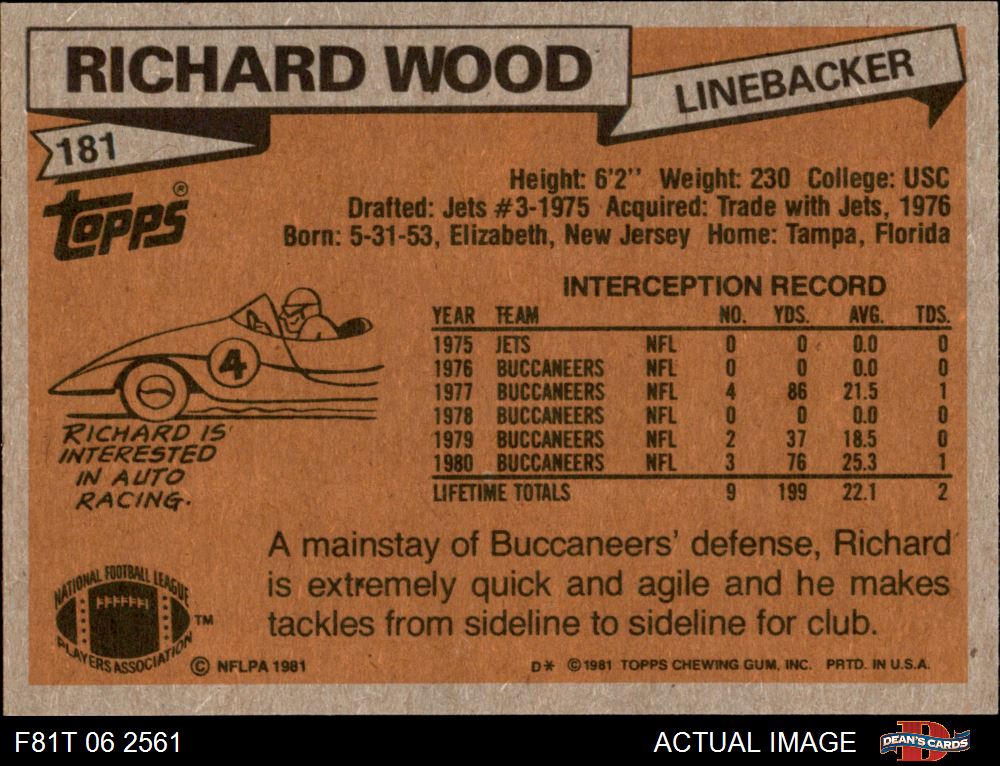 RICHARD WOOD
LINEBACKER
181
TOPPS®
Height: 6'2'' Weight: 230 College: USC
Drafted: Jets #3-1975 Acquired: Trade with Jets, 1976
Born: 5-31-53, Elizabeth, New Jersey Home: Tampa, Florida
4
RICHARD IS
INTERESTED
IN AUTO
RACING.
INTERCEPTION RECORD
YEAR TEAM NO. YDS. AVG. TDS.
1975 JETS NFL 0 0 0.0 0
1976 BUCCANEERS NFL 0 0 0.0 0
1977 BUCCANEERS NFL 4 86 21.5 1
1978 BUCCANEERS NFL 0 0 0.0 0
1979 BUCCANEERS NFL 2 37 18.5 0
1980 BUCCANEERS NFL 3 76 25.3 1
LIFETIME TOTALS 9 199 22.1 2
A mainstay of Buccaneers' defense, Richard
is extremely quick and agile and he makes
tackles from sideline to sideline for club.
NATIONAL FOOTBALL LEAGUE
PLAYERS ASSOCIATION
TM
© NFLPA 1981
D* © 1981 TOPPS CHEWING GUM, INC. PRTD. IN U.S.A.
F81T 06 2561
ACTUAL IMAGE
D
DEAN'S CARDS